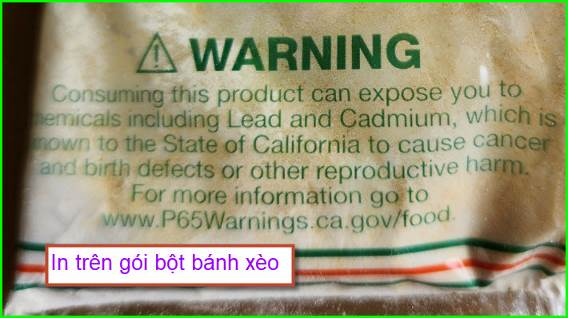 ⚠ WARNING
Consuming this product can expose you to
hemicals including Lead and Cadmium, which is
nown to the State of California to cause cancer
and birth defects or other reproductive harm.
For more information go to
www.P65Warnings.ca.gov/food.
In trên gói bột bánh xèo